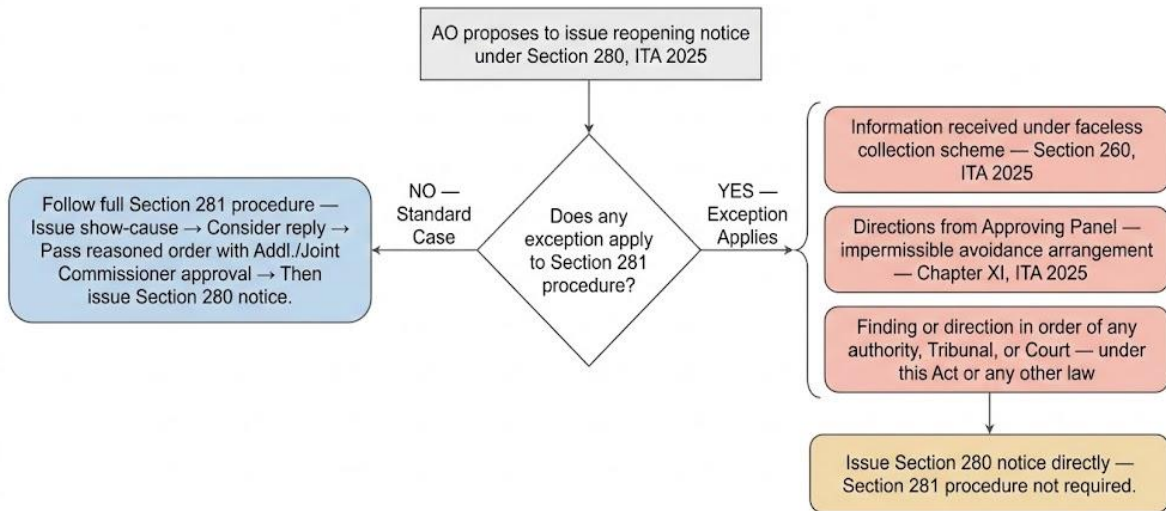 AO proposes to issue reopening notice
under Section 280, ITA 2025
Does any
exception apply
to Section 281
procedure?
NO —
Standard
Case
Follow full Section 281 procedure —
Issue show-cause → Consider reply →
Pass reasoned order with Addl./Joint
Commissioner approval → Then
issue Section 280 notice.
YES —
Exception
Applies
Information received under faceless
collection scheme — Section 260,
ITA 2025
Directions from Approving Panel —
impermissible avoidance arrangement
— Chapter XI, ITA 2025
Finding or direction in order of any
authority, Tribunal, or Court — under
this Act or any other law
Issue Section 280 notice directly —
Section 281 procedure not required.